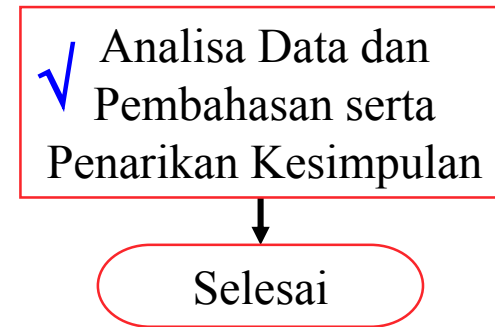 √ Analisa Data dan
Pembahasan serta
Penarikan Kesimpulan
Selesai